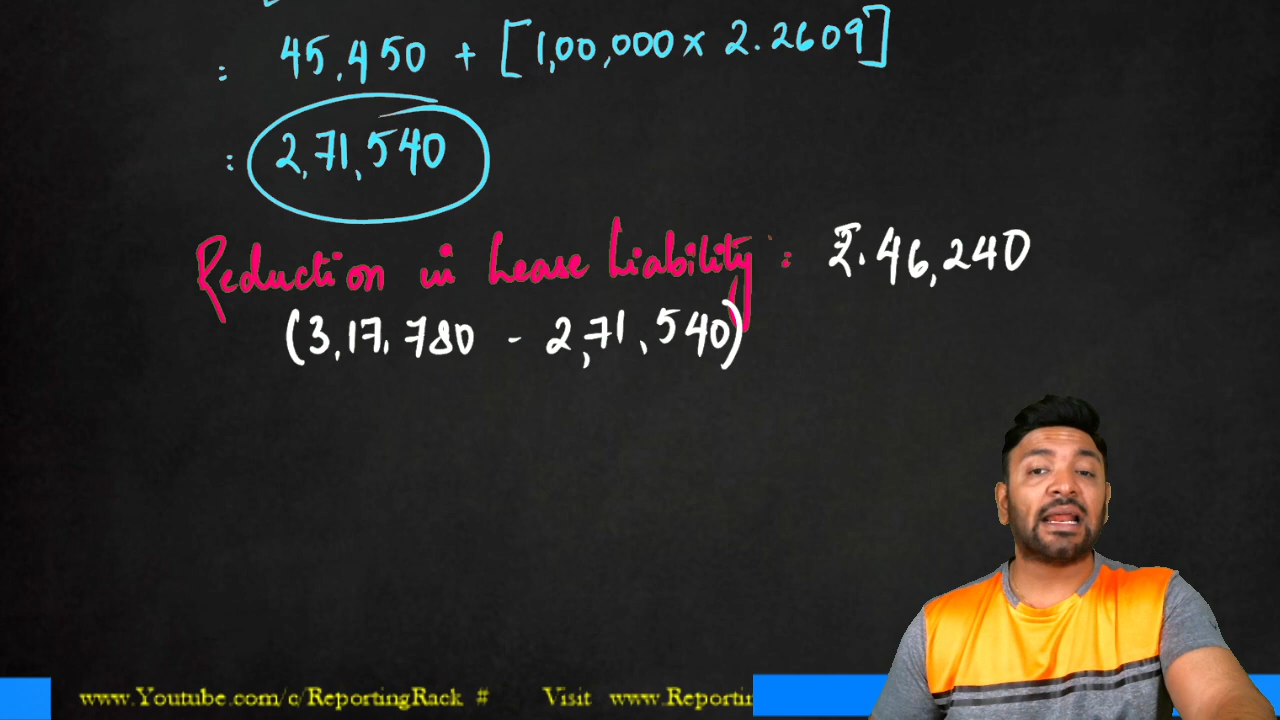 : 45,450 + [1,00,000 × 2.2609]
: 2,71,540
Reduction in Lease Liability : ₹. 46,240
(3,17,780 - 2,71,540)
www.Youtube.com/c/ReportingRack # Visit www.Reportin